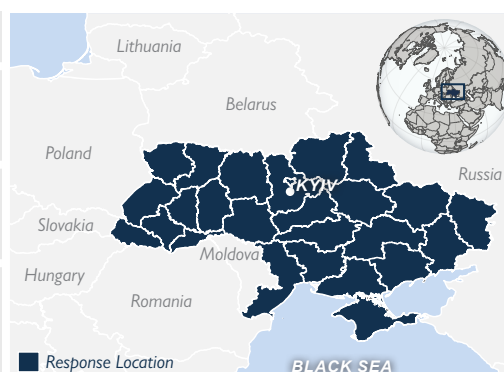 Lithuania
Belarus
Poland
Russia
KYIV
Slovakia
Moldova
Hungary
Romania
Response Location
BLACK SEA